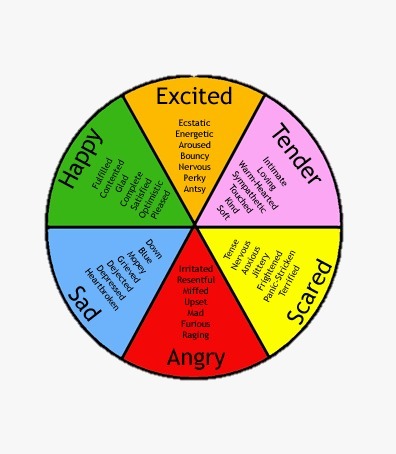 Excited
Ecstatic
Energetic
Aroused
Bouncy
Nervous
Perky
Antsy
Tender
Intimate
Loving
Warm-Hearted
Sympathetic
Touched
Kind
Soft
Scared
Tense
Nervous
Anxious
Jittery
Frightened
Panic-Stricken
Terrified
Angry
Irritated
Resentful
Miffed
Upset
Mad
Furious
Raging
Sad
Down
Blue
Mopey
Grieved
Dejected
Depressed
Heartbroken
Happy
Fulfilled
Contented
Glad
Complete
Satisfied
Optimistic
Pleased